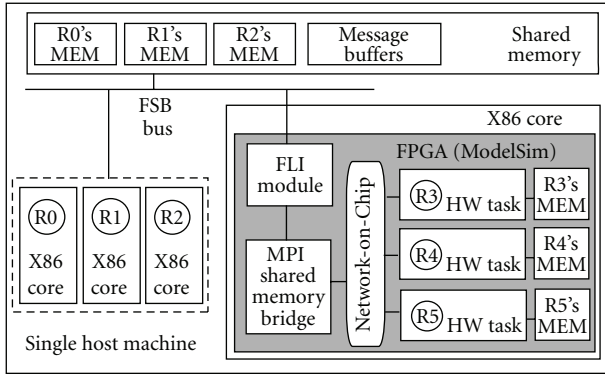 R0's MEM
R1's MEM
R2's MEM
Message buffers
Shared memory
FSB bus
X86 core
FPGA (ModelSim)
FLI module
MPI shared memory bridge
Network-on-Chip
R3 HW task
R3's MEM
R4 HW task
R4's MEM
R5 HW task
R5's MEM
R0 X86 core
R1 X86 core
R2 X86 core
Single host machine